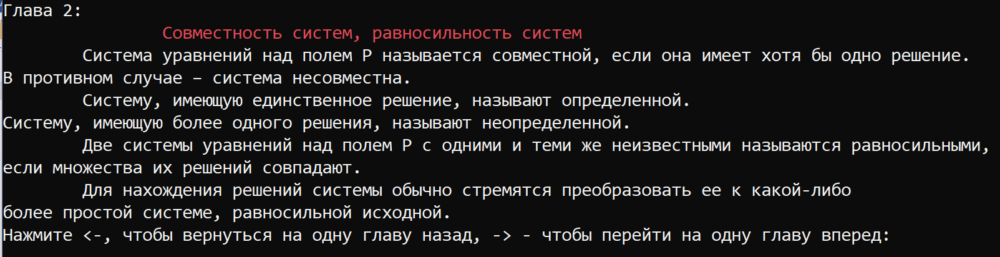 Глава 2:
Совместность систем, равносильность систем
Система уравнений над полем P называется совместной, если она имеет хотя бы одно решение.
В противном случае – система несовместна.
Систему, имеющую единственное решение, называют определенной.
Систему, имеющую более одного решения, называют неопределенной.
Две системы уравнений над полем P с одними и теми же неизвестными называются равносильными,
если множества их решений совпадают.
Для нахождения решений системы обычно стремятся преобразовать ее к какой-либо
более простой системе, равносильной исходной.
Нажмите <-, чтобы вернуться на одну главу назад, -> - чтобы перейти на одну главу вперед: